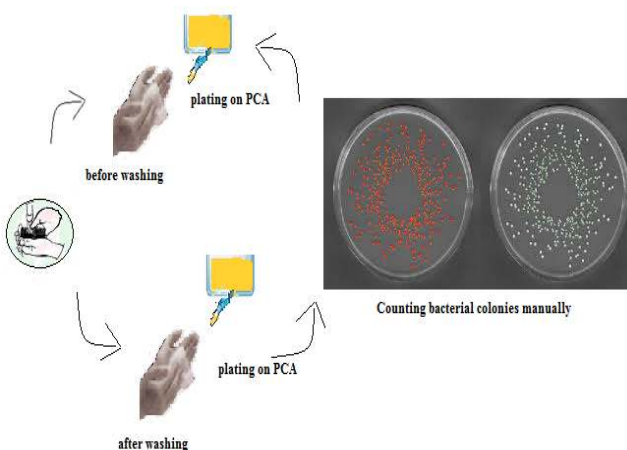 plating on PCA
before washing
Counting bacterial colonies manually
plating on PCA
after washing